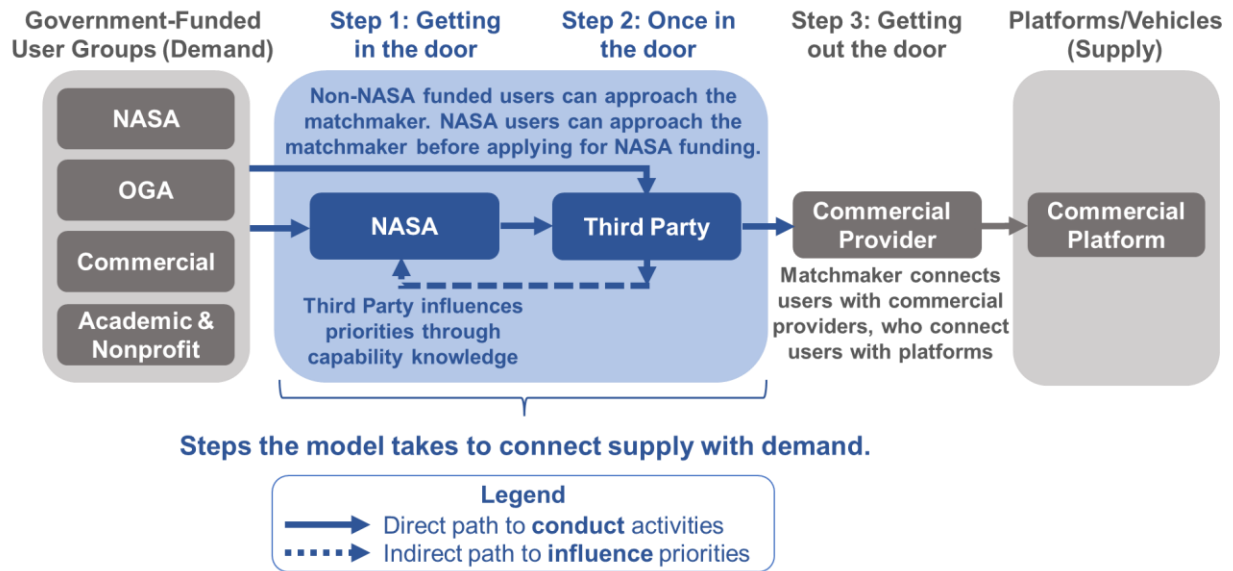 Government-Funded
User Groups (Demand)
Step 1: Getting
in the door
Step 2: Once in
the door
Step 3: Getting
out the door
Platforms/Vehicles
(Supply)
NASA
OGA
Commercial
Academic &
Nonprofit
Non-NASA funded users can approach the
matchmaker. NASA users can approach the
matchmaker before applying for NASA funding.
NASA
Third Party
Third Party influences
priorities through
capability knowledge
Commercial
Provider
Matchmaker connects
users with commercial
providers, who connect
users with platforms
Commercial
Platform
Steps the model takes to connect supply with demand.
Legend
Direct path to conduct activities
Indirect path to influence priorities